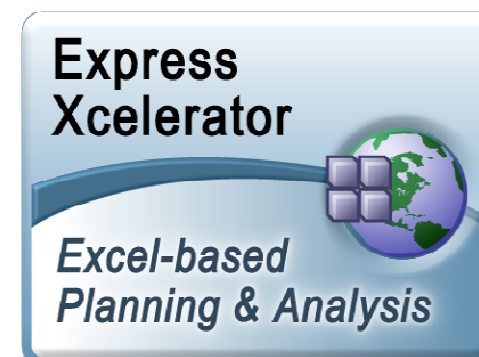 Express
Xcelerator
Excel-based
Planning & Analysis